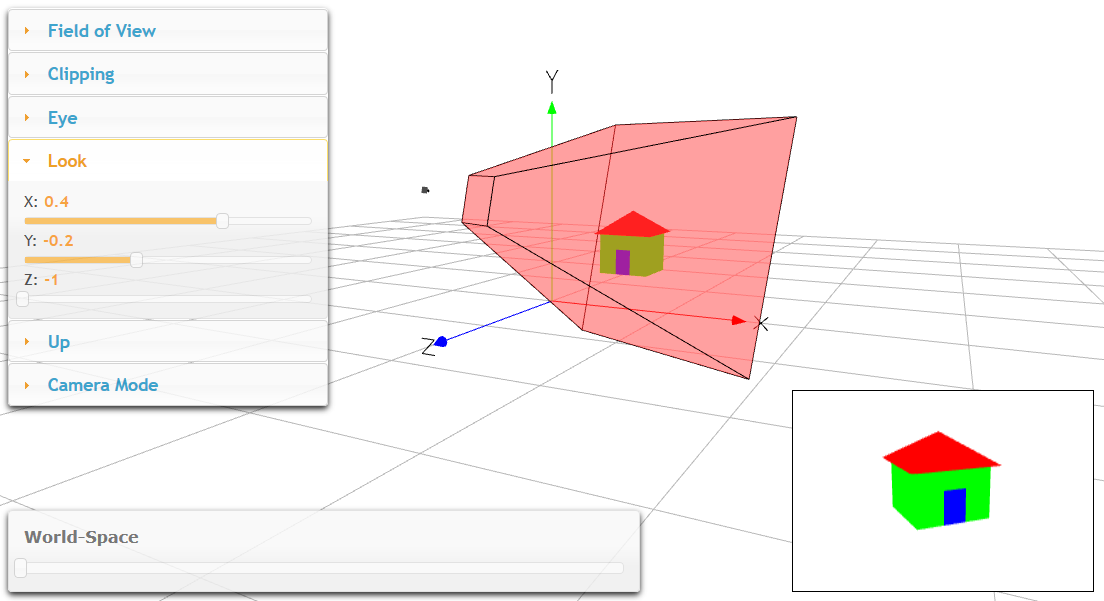 Field of View
Clipping
Eye
Look
X: 0.4
Y: -0.2
Z: -1
Up
Camera Mode
Y
X
Z
World-Space